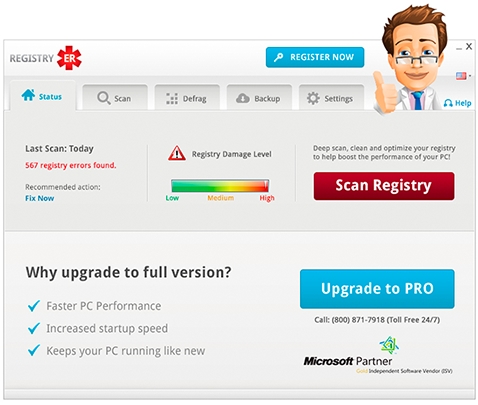 REGISTRY ER
REGISTER NOW
_ X
Status
Scan
Defrag
Backup
Settings
Help
Last Scan: Today
567 registry errors found.
Recommended action:
Fix Now
Registry Damage Level
Low Medium High
Deep scan, clean and optimize your registry
to help boost the performance of your PC!
Scan Registry
Why upgrade to full version?
Faster PC Performance
Increased startup speed
Keeps your PC running like new
Upgrade to PRO
Call: (800) 871-7918 (Toll Free 24/7)
Microsoft Partner
Gold Independent Software Vendor (ISV)